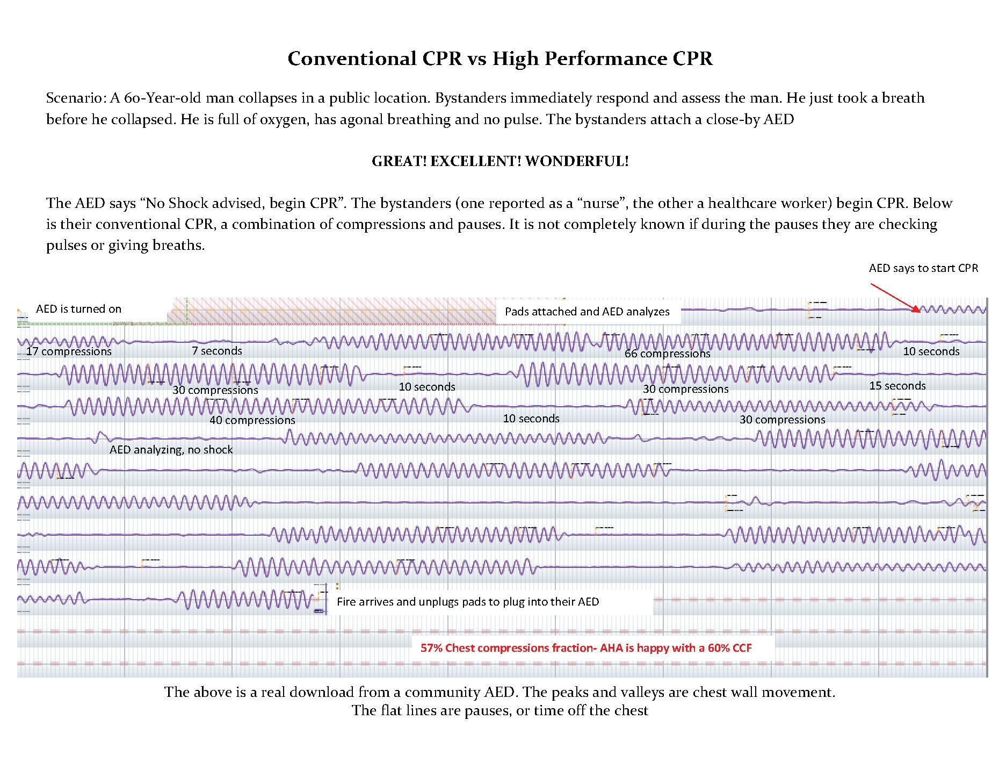 Conventional CPR vs High Performance CPR
Scenario: A 60-Year-old man collapses in a public location. Bystanders immediately respond and assess the man. He just took a breath
before he collapsed. He is full of oxygen, has agonal breathing and no pulse. The bystanders attach a close-by AED
GREAT! EXCELLENT! WONDERFUL!
The AED says “No Shock advised, begin CPR”. The bystanders (one reported as a “nurse”, the other a healthcare worker) begin CPR. Below
is their conventional CPR, a combination of compressions and pauses. It is not completely known if during the pauses they are checking
pulses or giving breaths.
AED says to start CPR
AED is turned on
Pads attached and AED analyzes
17 compressions
7 seconds
66 compressions
10 seconds
30 compressions
10 seconds
30 compressions
15 seconds
40 compressions
10 seconds
30 compressions
AED analyzing, no shock
Fire arrives and unplugs pads to plug into their AED
57% Chest compressions fraction- AHA is happy with a 60% CCF
The above is a real download from a community AED. The peaks and valleys are chest wall movement.
The flat lines are pauses, or time off the chest